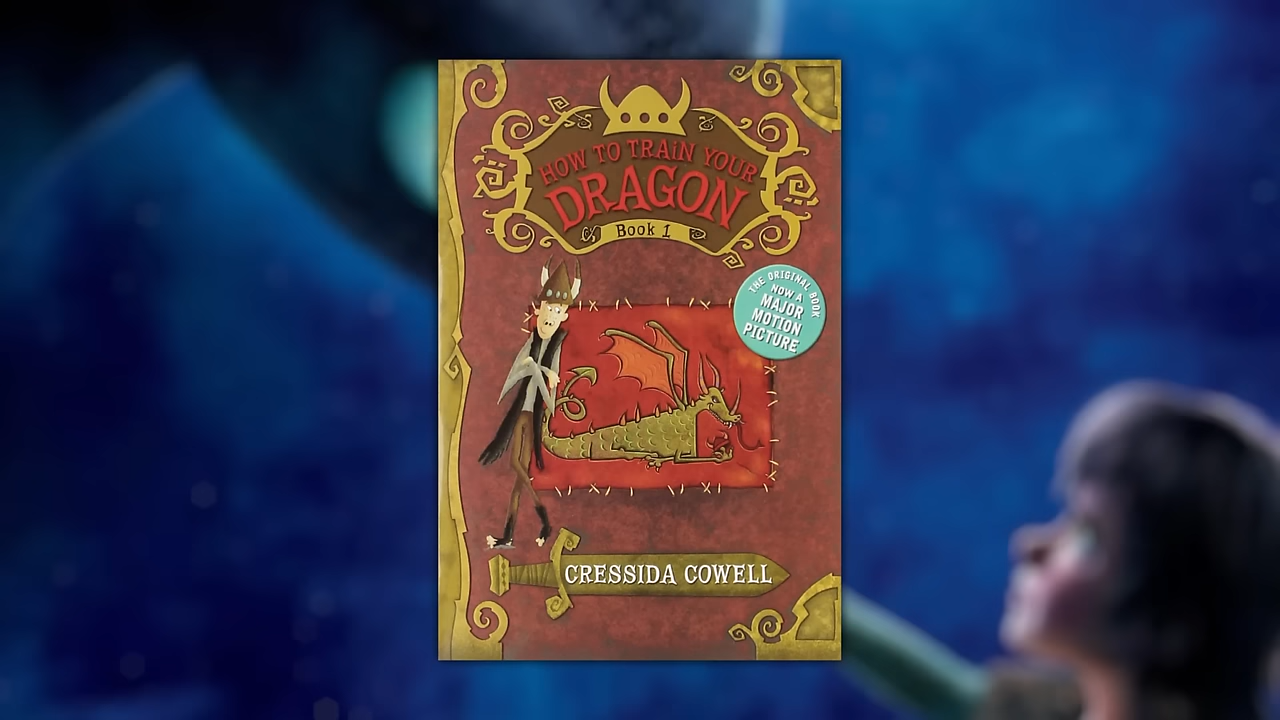 HOW TO TRAiN YOUR
DRAGON
Book 1
THE ORIGINAL BOOK
NOW A
MAJOR
MOTION
PICTURE
CRESSIDA COWELL